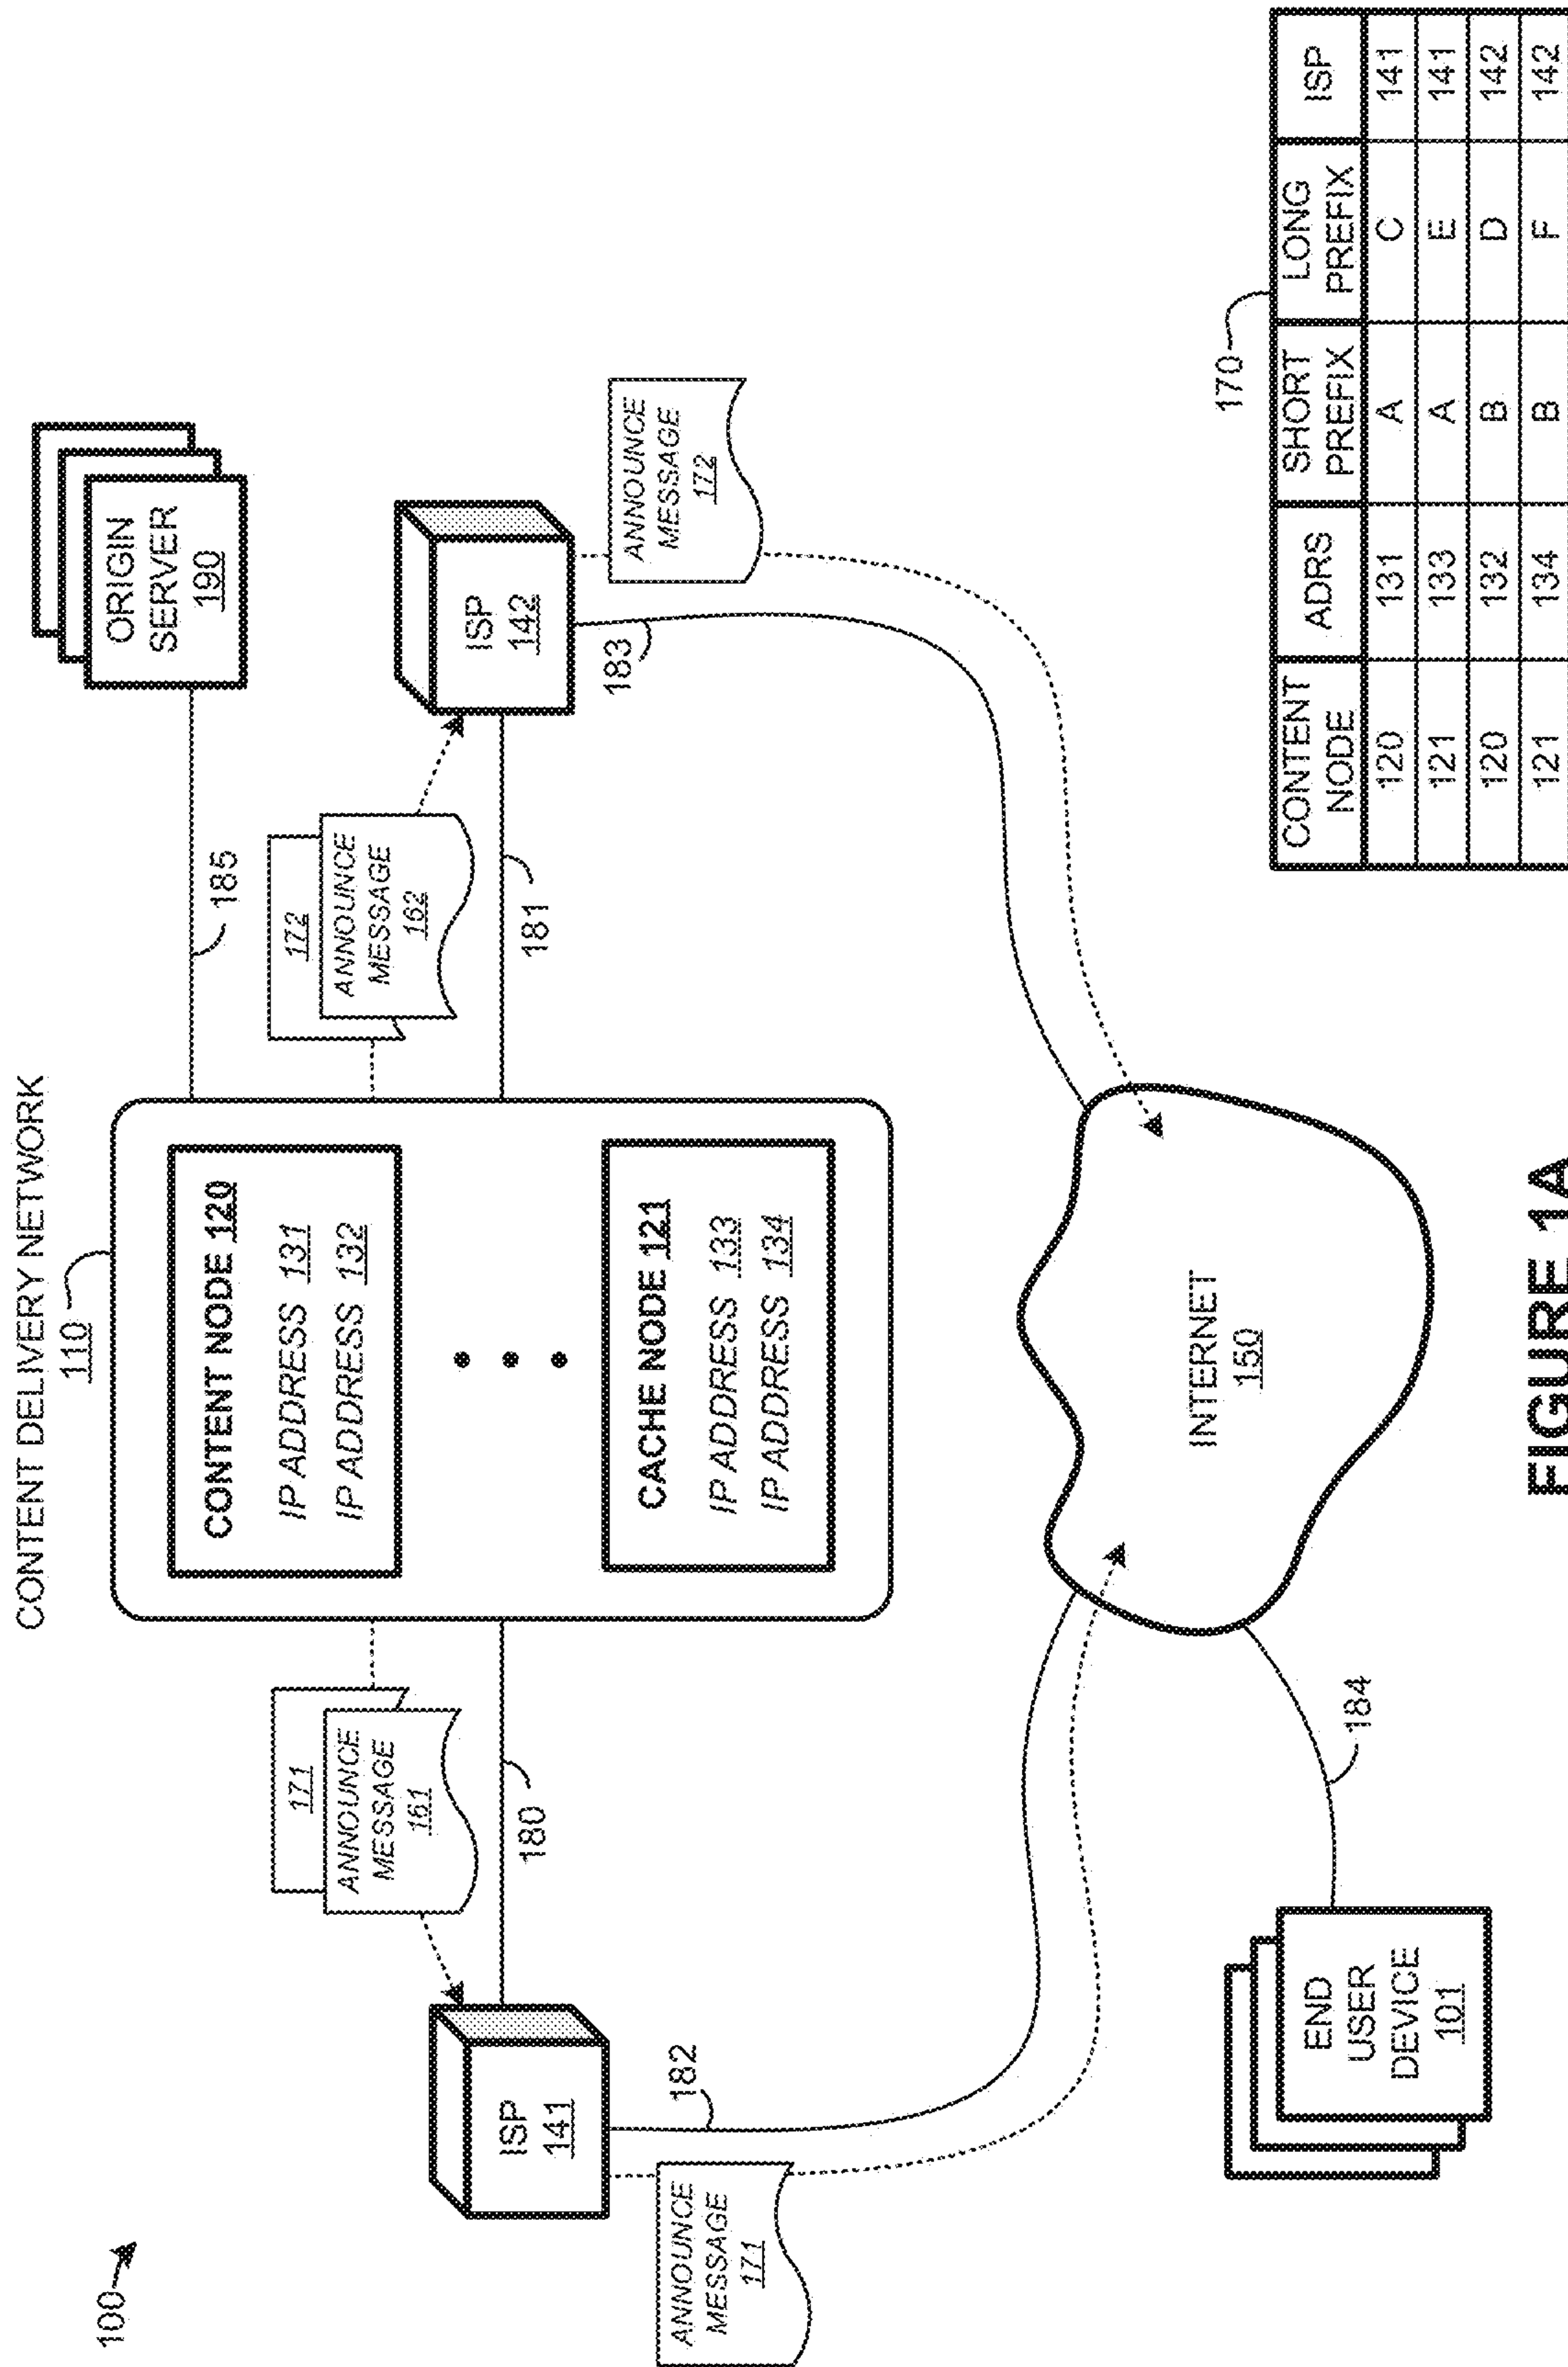 100
CONTENT DELIVERY NETWORK
110
CONTENT NODE 120
IP ADDRESS 131
IP ADDRESS 132
CACHE NODE 121
IP ADDRESS 133
IP ADDRESS 134
ORIGIN
SERVER
190
185
171
ANNOUNCE
MESSAGE
161
180
172
ANNOUNCE
MESSAGE
162
181
ISP
141
182
ANNOUNCE
MESSAGE
171
ISP
142
183
ANNOUNCE
MESSAGE
172
INTERNET
150
184
END
USER
DEVICE
101
170
CONTENT NODE ADRS SHORT PREFIX LONG PREFIX ISP
120 131 A C 141
121 133 A E 141
120 132 B D 142
121 134 B F 142
FIGURE 1A